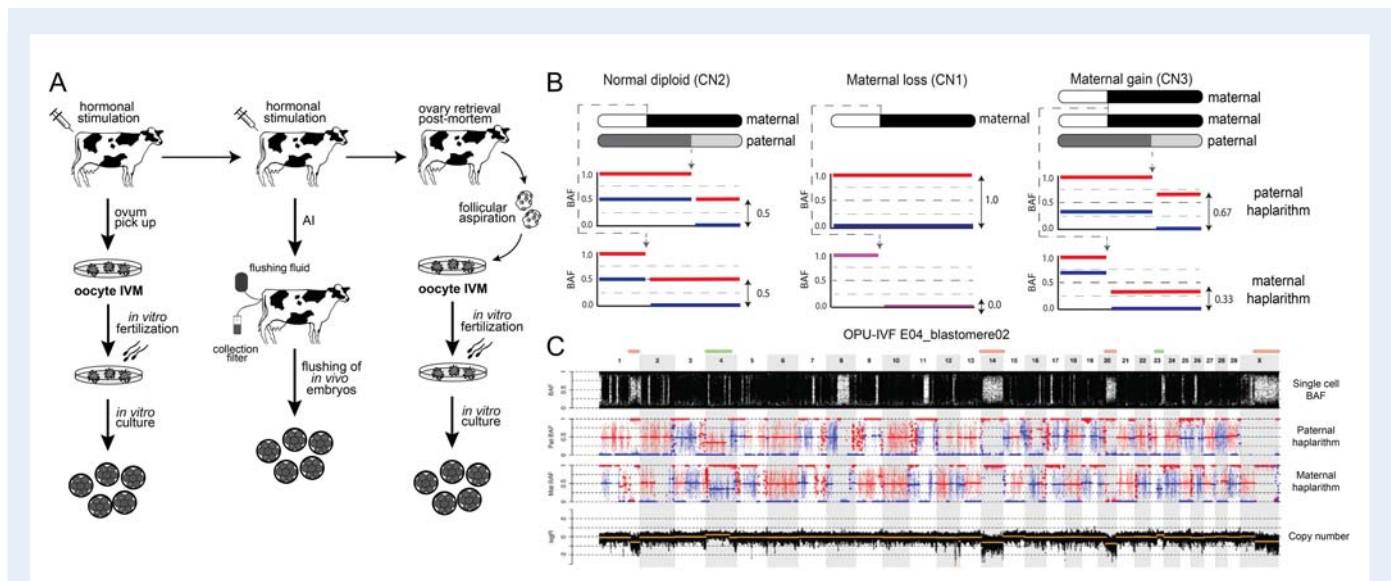 A
hormonal
stimulation
hormonal
stimulation
ovary retrieval
post-mortem
ovum
pick up
AI
follicular
aspiration
oocyte IVM
flushing fluid
collection
filter
oocyte IVM
in vitro
fertilization
flushing of
in vivo
embryos
in vitro
fertilization
in vitro
culture
in vitro
culture
B
Normal diploid (CN2)
Maternal loss (CN1)
Maternal gain (CN3)
maternal
maternal
maternal
maternal
paternal
paternal
BAF
1.0
0.5
0.0
0.5
BAF
1.0
0.5
0.0
1.0
BAF
1.0
0.5
0.0
0.67
paternal
haplarithm
BAF
1.0
0.5
0.0
0.5
BAF
1.0
0.0
0.0
BAF
1.0
0.5
0.0
0.33
maternal
haplarithm
C
OPU-IVF E04_blastomere02
1 2 3 4 5 6 7 8 9 10 11 12 13 14 15 16 17 18 19 20 21 22 23 24 25 26 27 28 29 X
BAF
Single cell
BAF
Pat-BAF
Paternal
haplarithm
Mat-BAF
Maternal
haplarithm
logR
Copy number